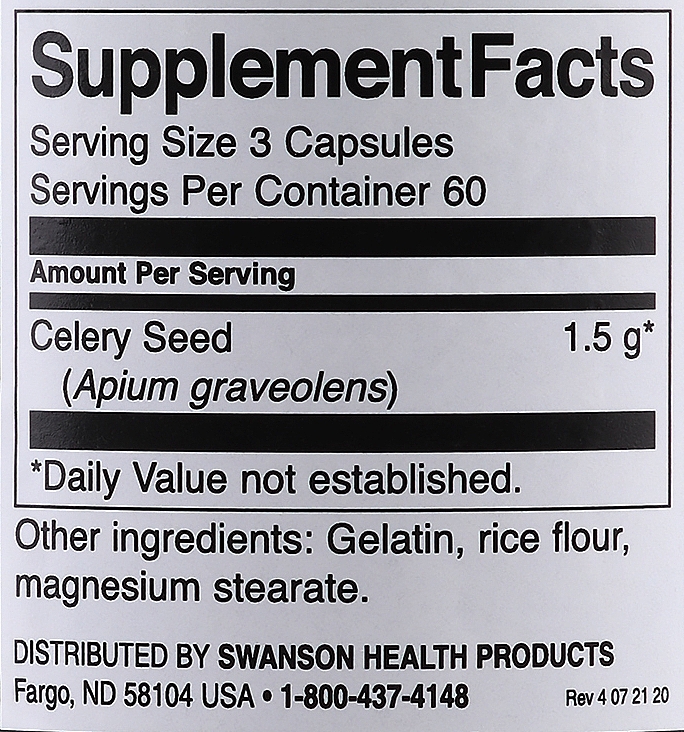 Supplement Facts
Serving Size 3 Capsules
Servings Per Container 60
Amount Per Serving
Celery Seed 1.5 g*
(Apium graveolens)
*Daily Value not established.
Other ingredients: Gelatin, rice flour,
magnesium stearate.
DISTRIBUTED BY SWANSON HEALTH PRODUCTS
Fargo, ND 58104 USA • 1-800-437-4148 Rev 4 07 21 20